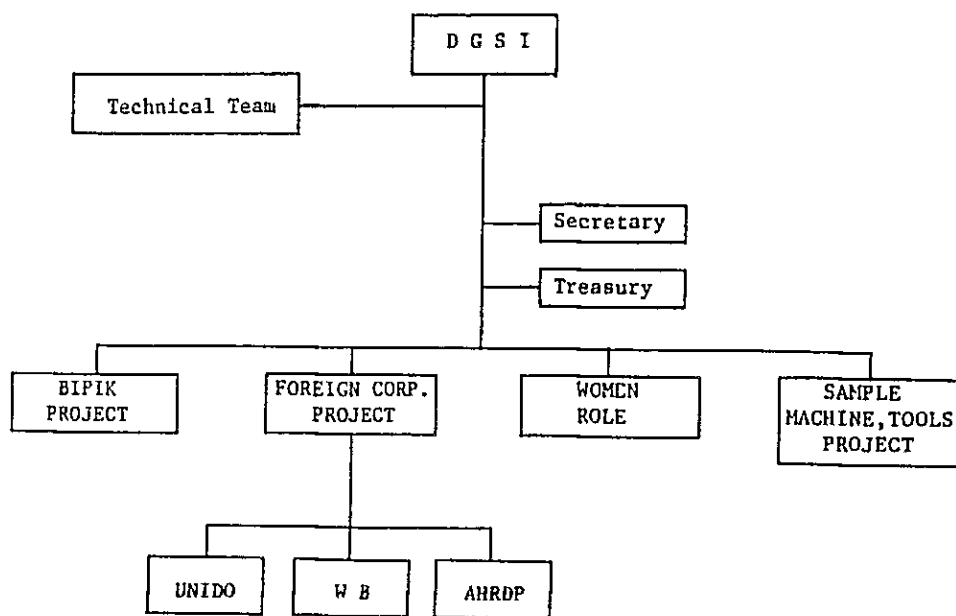 D G S I
Technical Team
Secretary
Treasury
BIPIK
PROJECT
FOREIGN CORP.
PROJECT
WOMEN
ROLE
SAMPLE
MACHINE,TOOLS
PROJECT
UNIDO
W B
AHRDP